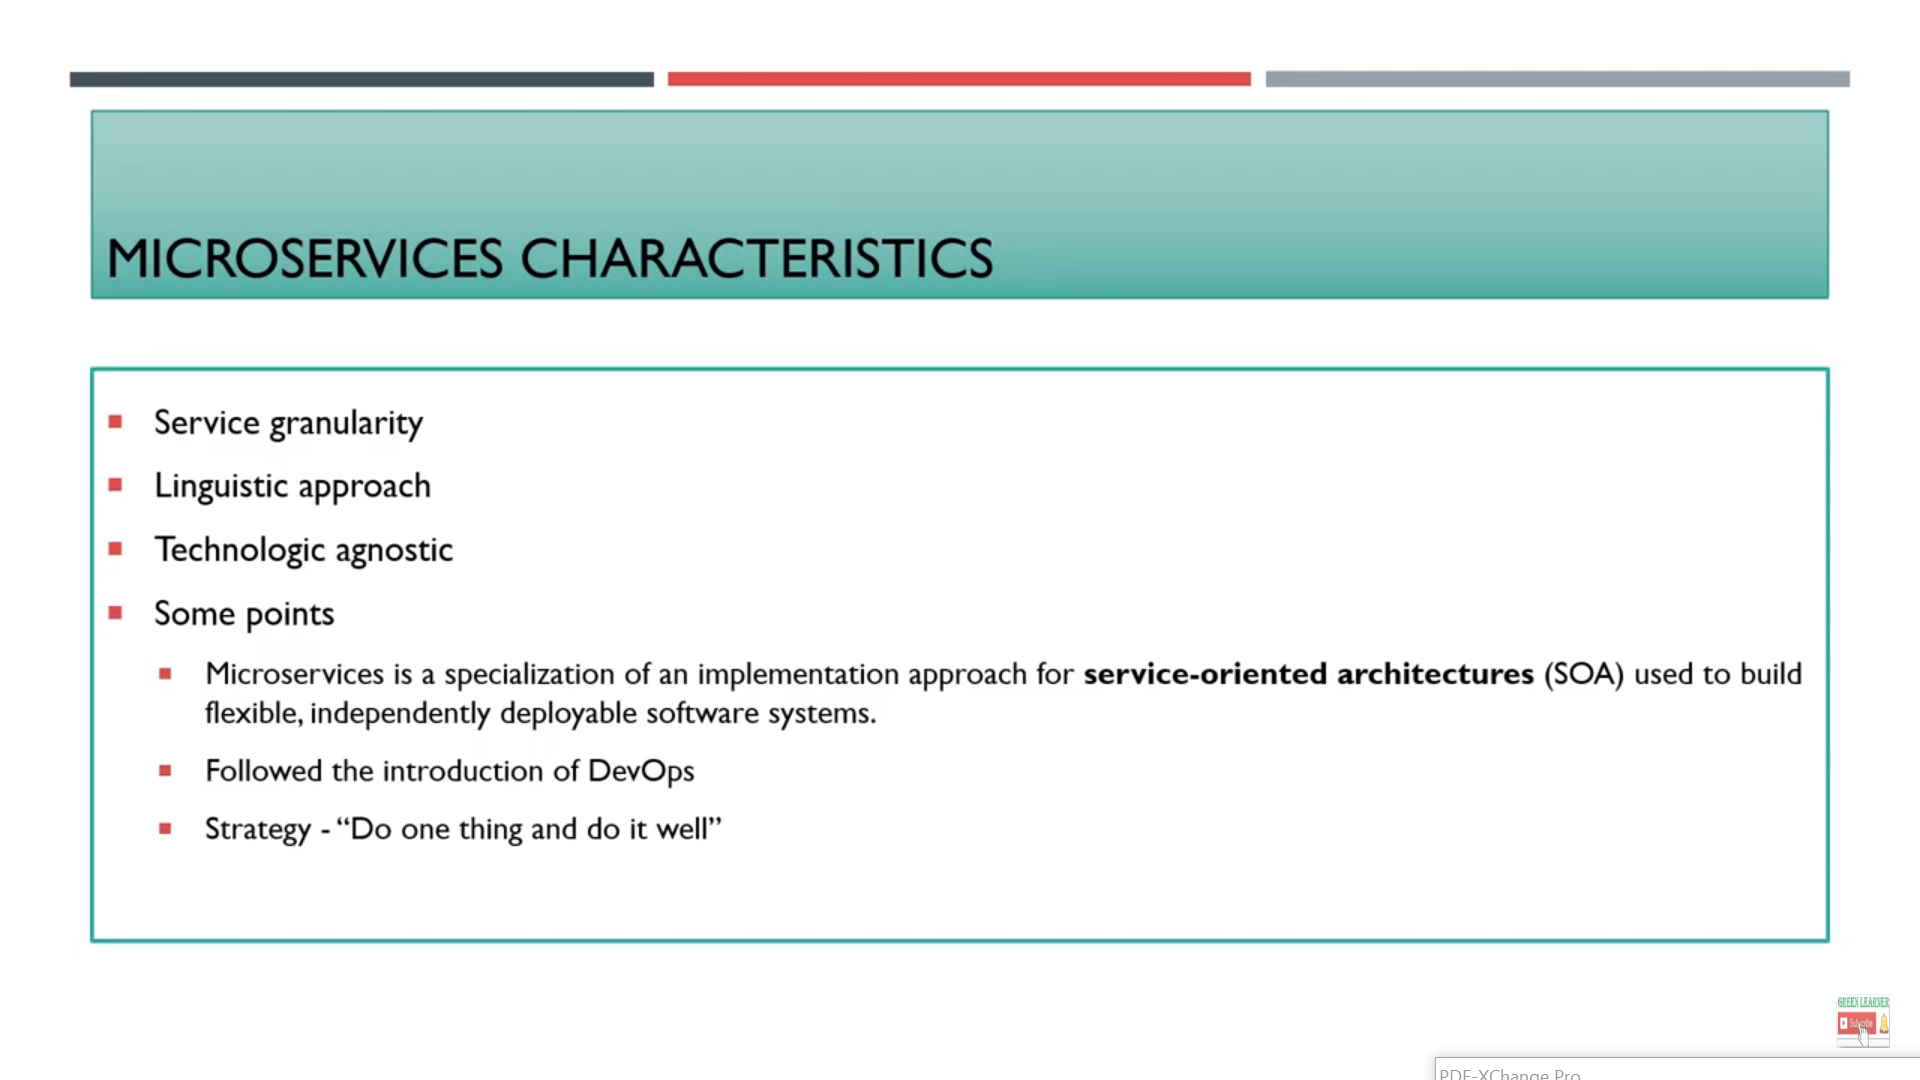 MICROSERVICES CHARACTERISTICS
Service granularity
Linguistic approach
Technologic agnostic
Some points
Microservices is a specialization of an implementation approach for service-oriented architectures (SOA) used to build
flexible, independently deployable software systems.
Followed the introduction of DevOps
Strategy - “Do one thing and do it well”
GREEN LEARNER
Subscribe
PDF-XChange Pro